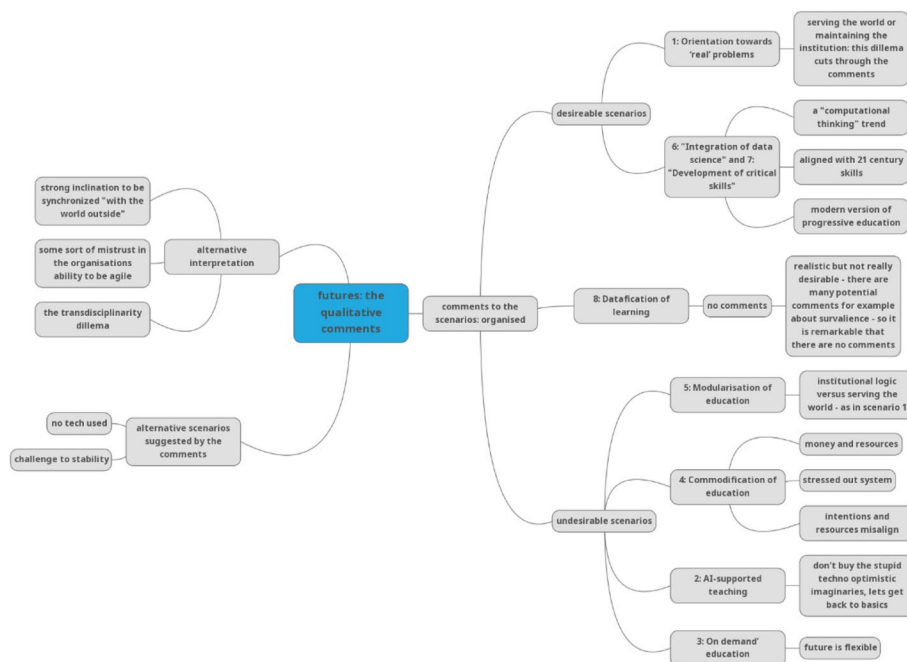 serving the world or
maintaining the
institution: this dillema
cuts through the
comments
1: Orientation towards
‘real’ problems
desireable scenarios
a "computational
thinking" trend
6: "Integration of data
science" and 7:
"Development of critical
skills"
aligned with 21 century
skills
modern version of
progressive education
strong inclination to be
synchronized "with the
world outside"
some sort of mistrust in
the organisations
ability to be agile
the transdisciplinarity
dillema
alternative
interpretation
futures: the
qualitative
comments
comments to the
scenarios: organised
8: Datafication of
learning
no comments
realistic but not really
desirable - there are
many potential
comments for example
about survalience - so it
is remarkable that
there are no comments
no tech used
challenge to stability
alternative scenarios
suggested by the
comments
undesirable scenarios
5: Modularisation of
education
institutional logic
versus serving the
world - as in scenario 1
4: Commodification of
education
money and resources
stressed out system
intentions and
resources misalign
2: AI-supported
teaching
don't buy the stupid
techno optimistic
imaginaries, lets get
back to basics
3: On demand’
education
future is flexible